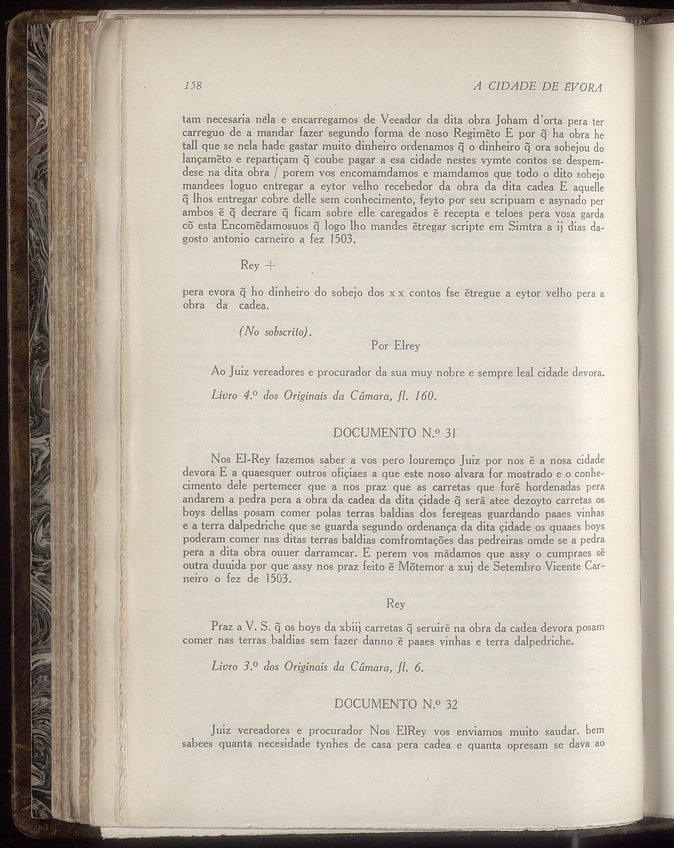 158
A CIDADE DE ÉVORA
tam necesaria nela e encarregamos de Veeador da dita obra Joham d'orta pera ter
carreguo de a mandar fazer segundo forma de noso Regimẽto E por q̃ ha obra he
tall que se nela hade gastar muito dinheiro ordenamos q̃ o dinheiro q̃ ora sobejou do
lançamẽto e repartiçam q̃ coube pagar a esa cidade nestes vymte contos se despem-
dese na dita obra / porem vos encomamdamos e mamdamos que todo o dito sobejo
mandees loguo entregar a eytor velho recebedor da obra da dita cadea E aquelle
q̃ lhos entregar cobre delle sem conhecimento, feyto por seu scripuam e asynado per
ambos ẽ q̃ decrare q̃ ficam sobre elle caregados ẽ recepta e teloes pera vosa garda
cõ esta Encomẽdamosuos q̃ logo lho mandes ẽtregar scripte em Simtra a ij dias da-
gosto antonio carneiro a fez 1503.
Rey +
pera evora q̃ ho dinheiro do sobejo dos x x contos fse ẽtregue a eytor velho pera a
obra da cadea.
(No sobscrito).
Por Elrey
Ao Juiz vereadores e procurador da sua muy nobre e sempre leal cidade devora.
Livro 4.º dos Originais da Câmara, fl. 160.
DOCUMENTO N.º 31
Nos El-Rey fazemos saber a vos pero louremço Juiz por nos ẽ a nosa cidade
devora E a quaesquer outros ofiçiaes a que este noso alvara for mostrado e o conhe-
cimento dele pertemcer que a nos praz que as carretas que forẽ hordenadas pera
andarem a pedra pera a obra da cadea da dita çidade q̃ serã atee dezoyto carretas os
boys dellas posam comer polas terras baldias dos feregeas guardando paaes vinhas
e a terra dalpedriche que se guarda segundo ordenança da dita çidade os quaaes boys
poderam comer nas ditas terras baldias comfromtações das pedreiras omde se a pedra
pera a dita obra ouuer darramcar. E perem vos mãdamos que assy o cumpraes sẽ
outra duuida por que assy nos praz feito ẽ Mõtemor a xuj de Setembro Vicente Car-
neiro o fez de 1503.
Rey
Praz a V. S. q̃ os boys da xbiij carretas q̃ seruirẽ na obra da cadea devora posam
comer nas terras baldias sem fazer danno ẽ paaes vinhas e terra dalpedriche.
Livro 3.º dos Originais da Câmara, fl. 6.
DOCUMENTO N.º 32
Juiz vereadores e procurador Nos ElRey vos enviamos muito saudar. bem
sabees quanta necesidade tynhes de casa pera cadea e quanta opresam se dava ao